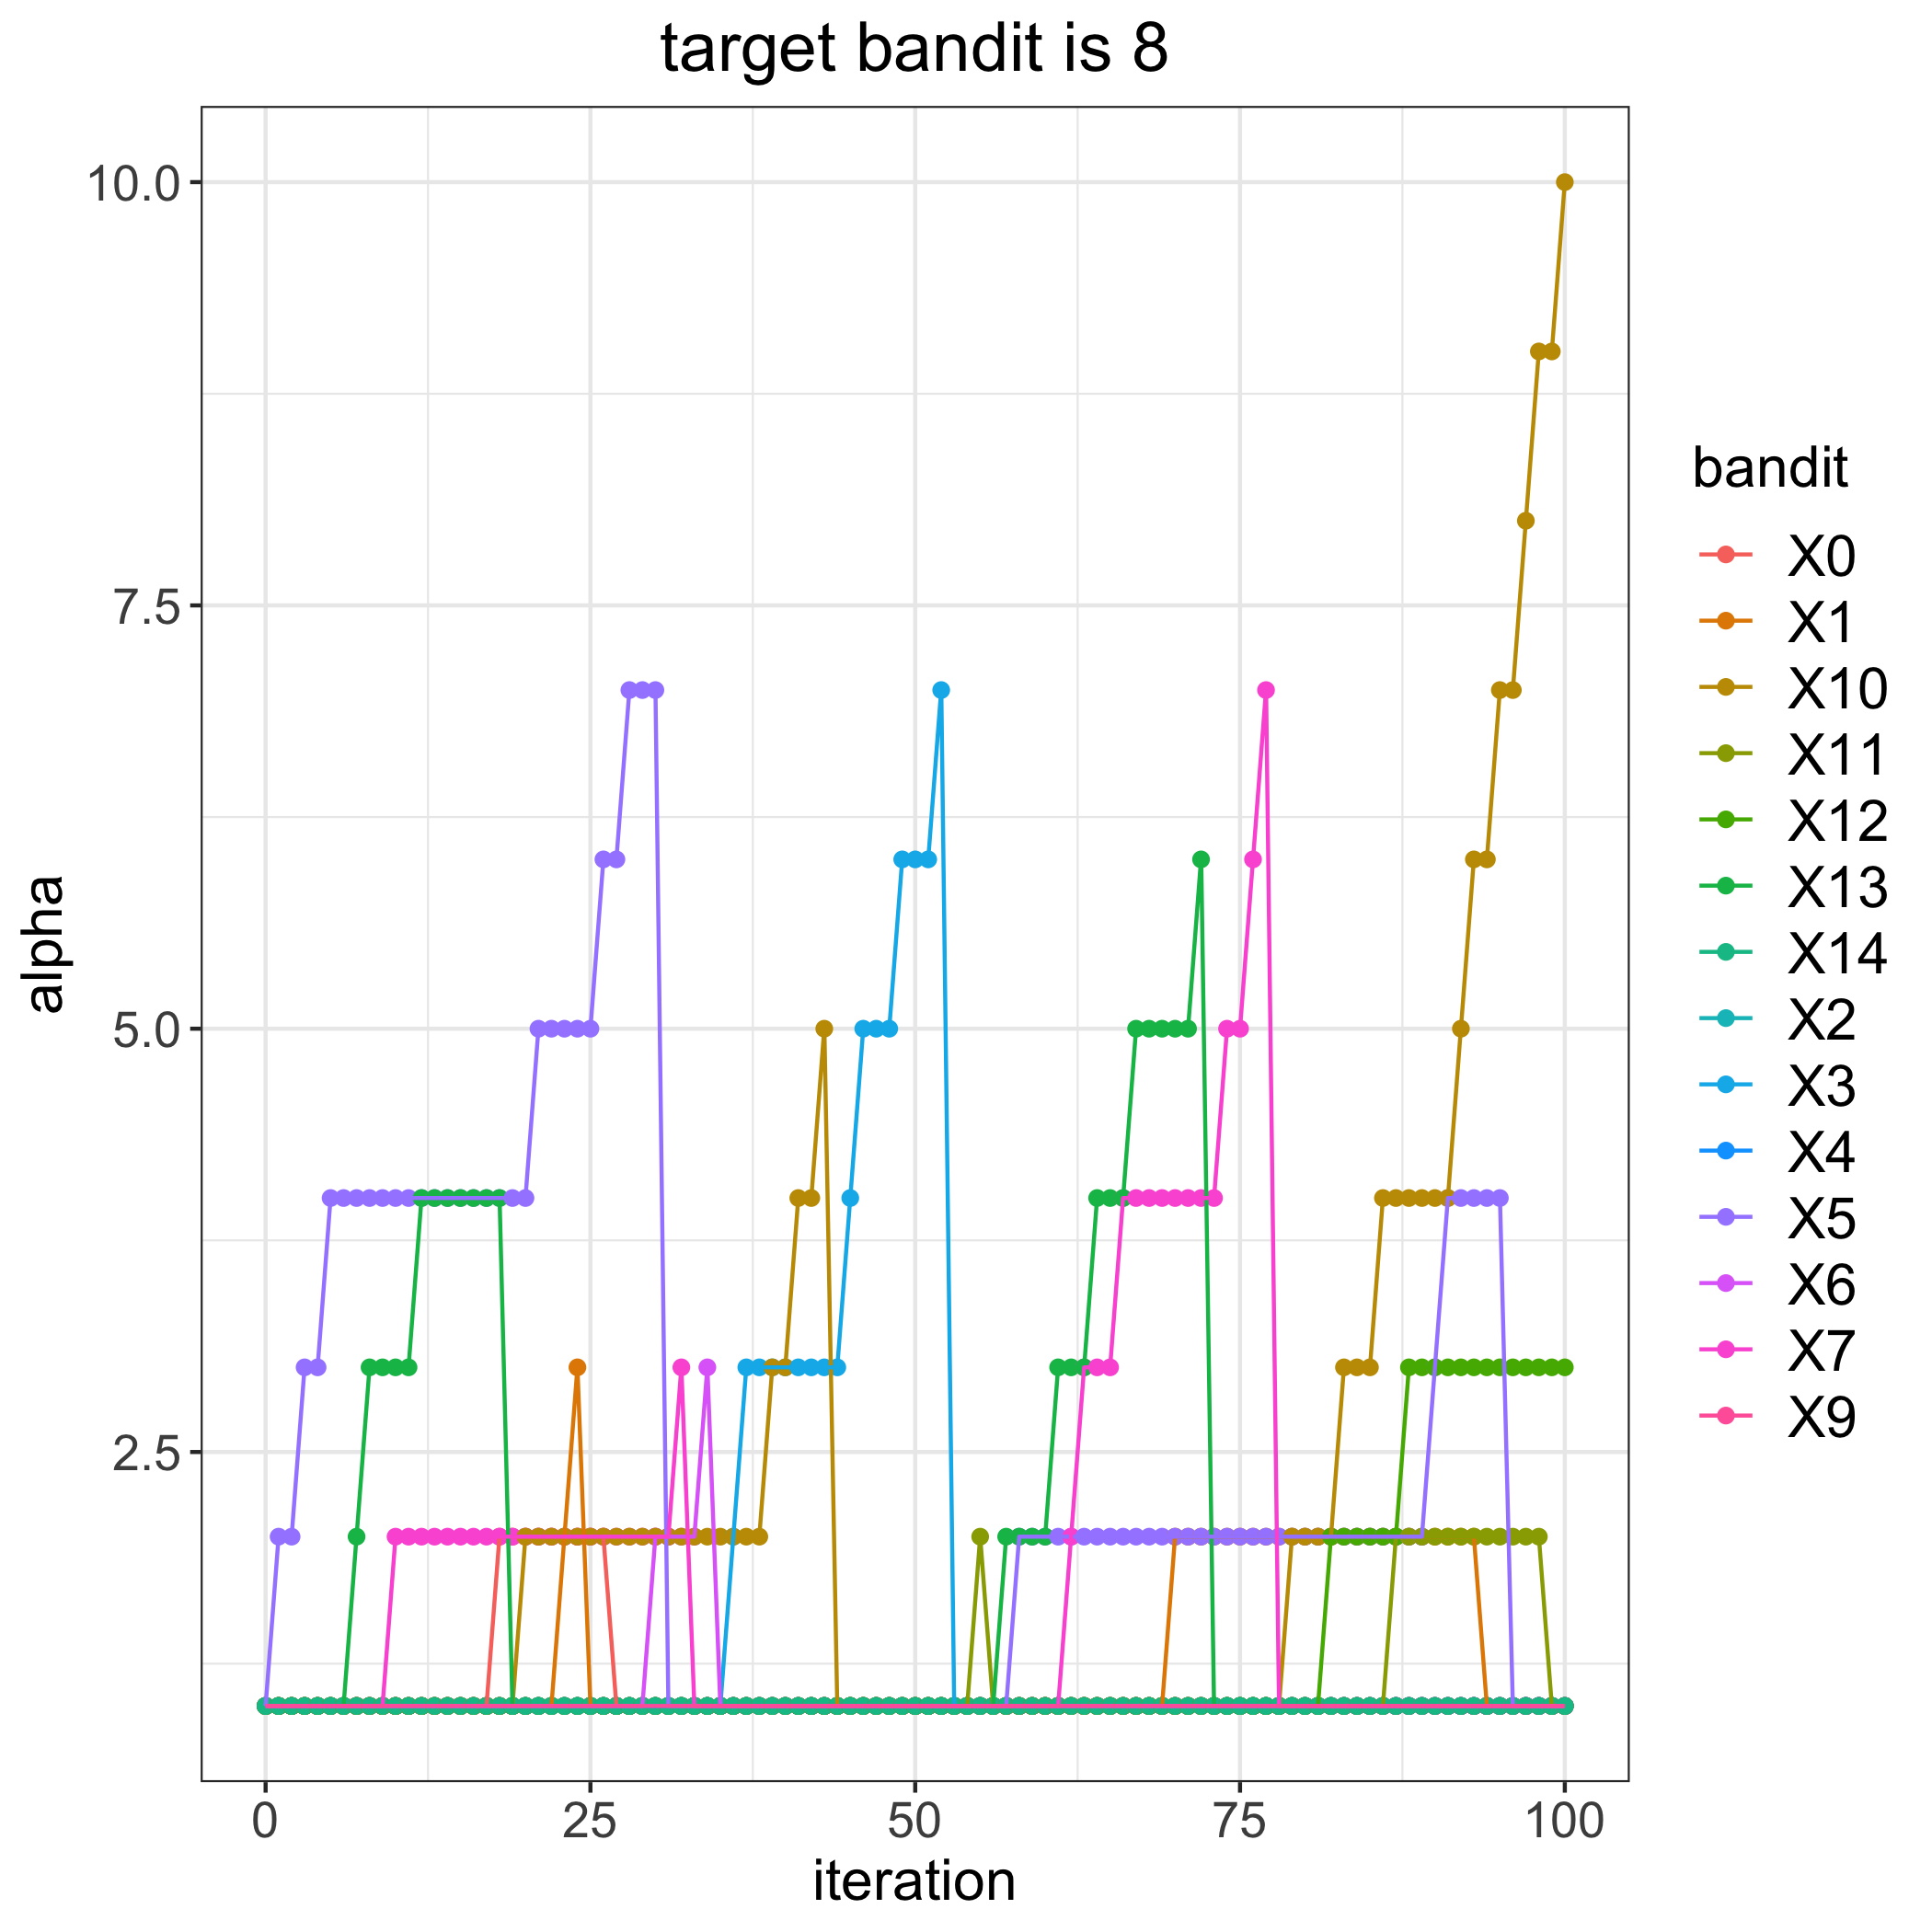 target bandit is 8
10.0
7.5
5.0
2.5
alpha
0
25
50
75
100
iteration
bandit
X0
X1
X10
X11
X12
X13
X14
X2
X3
X4
X5
X6
X7
X9